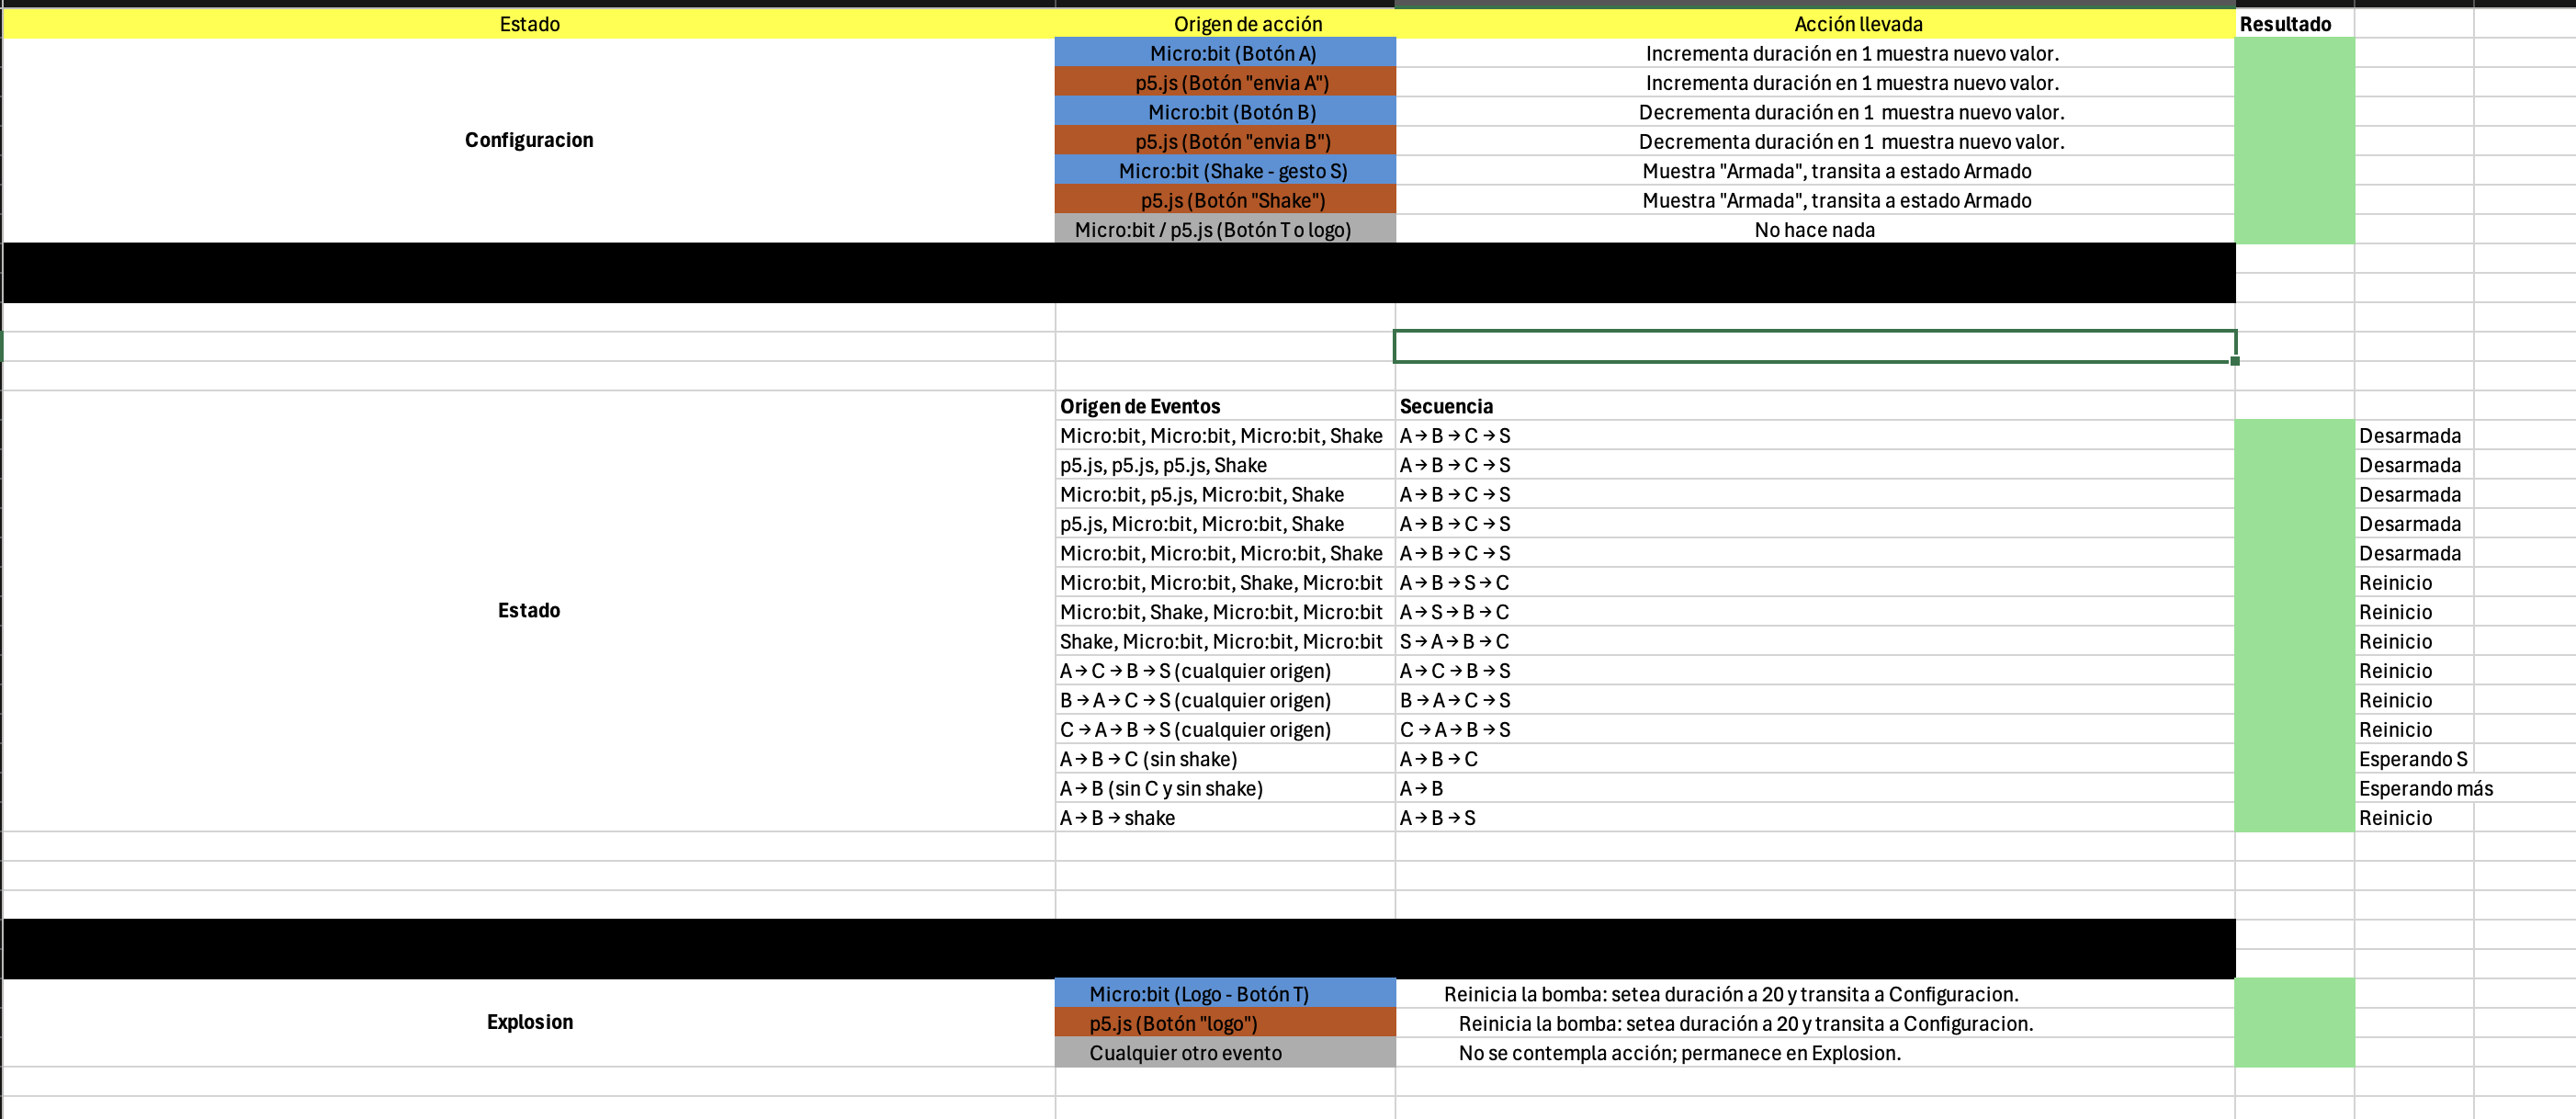 Estado Origen de acción Acción llevada Resultado
Micro:bit (Botón A) Incrementa duración en 1 muestra nuevo valor.
p5.js (Botón "envia A") Incrementa duración en 1 muestra nuevo valor.
Micro:bit (Botón B) Decrementa duración en 1 muestra nuevo valor.
Configuracion p5.js (Botón "envia B") Decrementa duración en 1 muestra nuevo valor.
Micro:bit (Shake - gesto S) Muestra "Armada", transita a estado Armado
p5.js (Botón "Shake") Muestra "Armada", transita a estado Armado
Micro:bit / p5.js (Botón T o logo) No hace nada
Origen de Eventos Secuencia
Micro:bit, Micro:bit, Micro:bit, Shake A → B → C → S Desarmada
p5.js, p5.js, p5.js, Shake A → B → C → S Desarmada
Micro:bit, p5.js, Micro:bit, Shake A → B → C → S Desarmada
p5.js, Micro:bit, Micro:bit, Shake A → B → C → S Desarmada
Micro:bit, Micro:bit, Micro:bit, Shake A → B → C → S Desarmada
Micro:bit, Micro:bit, Shake, Micro:bit A → B → S → C Reinicio
Estado Micro:bit, Shake, Micro:bit, Micro:bit A → S → B → C Reinicio
Shake, Micro:bit, Micro:bit, Micro:bit S → A → B → C Reinicio
A → C → B → S (cualquier origen) A → C → B → S Reinicio
B → A → C → S (cualquier origen) B → A → C → S Reinicio
C → A → B → S (cualquier origen) C → A → B → S Reinicio
A → B → C (sin shake) A → B → C Esperando S
A → B (sin C y sin shake) A → B Esperando más
A → B → shake A → B → S Reinicio
Micro:bit (Logo - Botón T) Reinicia la bomba: setea duración a 20 y transita a Configuracion.
Explosion p5.js (Botón "logo") Reinicia la bomba: setea duración a 20 y transita a Configuracion.
Cualquier otro evento No se contempla acción; permanece en Explosion.